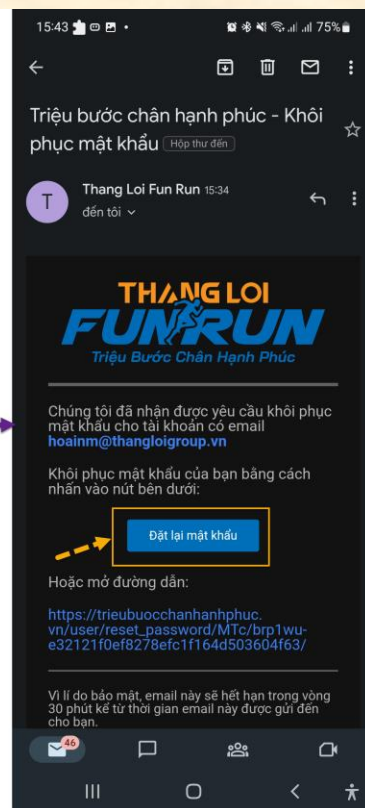 15:43
75%
Triệu bước chân hạnh phúc - Khôi
phục mật khẩu Hộp thư đến
T
Thang Loi Fun Run 15:34
đến tôi
THANG LOI
FUN RUN
Triệu Bước Chân Hạnh Phúc
Chúng tôi đã nhận được yêu cầu khôi phục
mật khẩu cho tài khoản có email
hoainm@thangloigroup.vn
Khôi phục mật khẩu của bạn bằng cách
nhấn vào nút bên dưới:
Đặt lại mật khẩu
Hoặc mở đường dẫn:
https://trieubuocchanhanhphuc.
vn/user/reset_password/MTc/brp1wu-
e32121f0ef8278efc1f164d503604f63/
Vì lí do bảo mật, email này sẽ hết hạn trong vòng
30 phút kể từ thời gian email này được gửi đến
cho bạn.
46